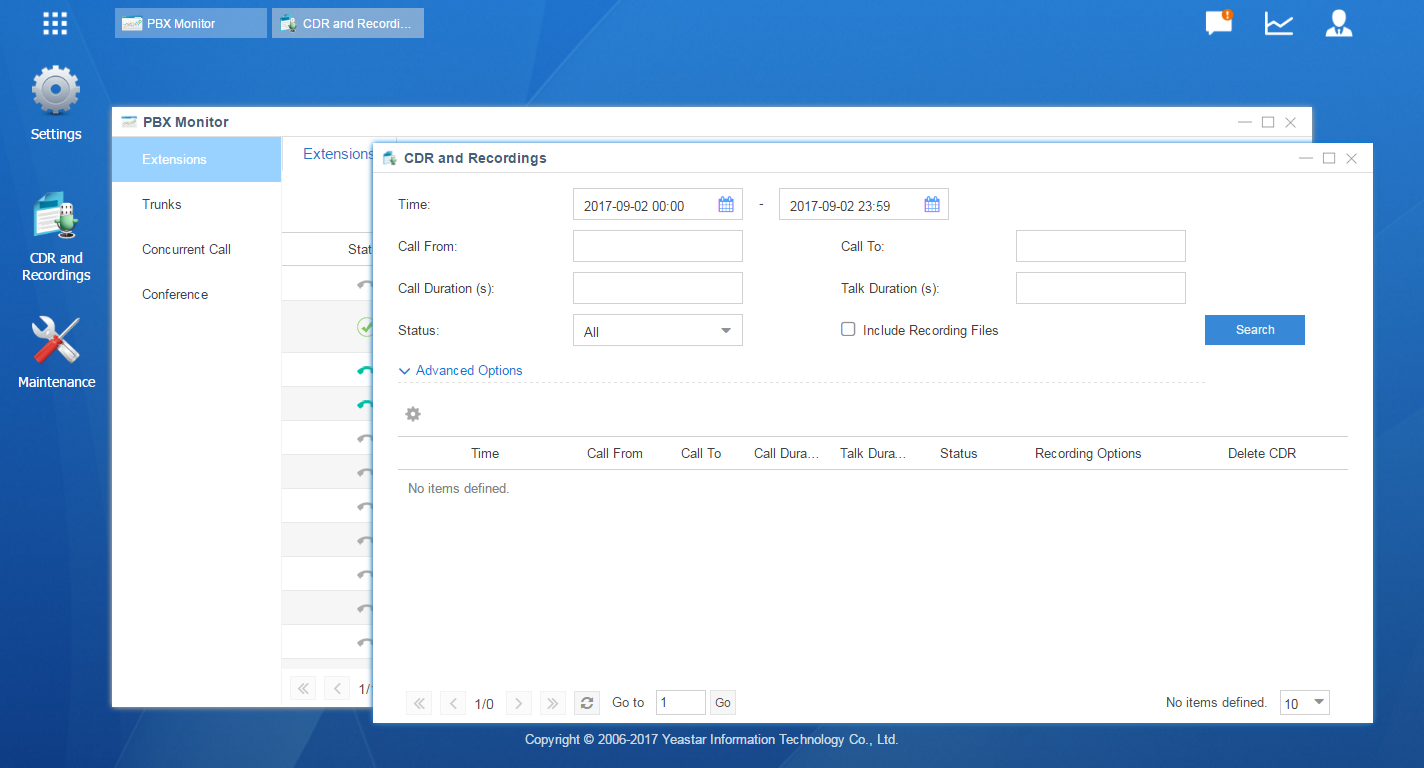 PBX Monitor
CDR and Recordi...
Settings
CDR and
Recordings
Maintenance
PBX Monitor
Extensions
Trunks
Concurrent Call
Conference
Extensions
CDR and Recordings
Time: 2017-09-02 00:00 - 2017-09-02 23:59
Call From: Call To:
Call Duration (s): Talk Duration (s):
Status: All Include Recording Files Search
Advanced Options
Time Call From Call To Call Dura... Talk Dura... Status Recording Options Delete CDR
No items defined.
1/0 Go to 1 Go No items defined. 10
Copyright © 2006-2017 Yeastar Information Technology Co., Ltd.